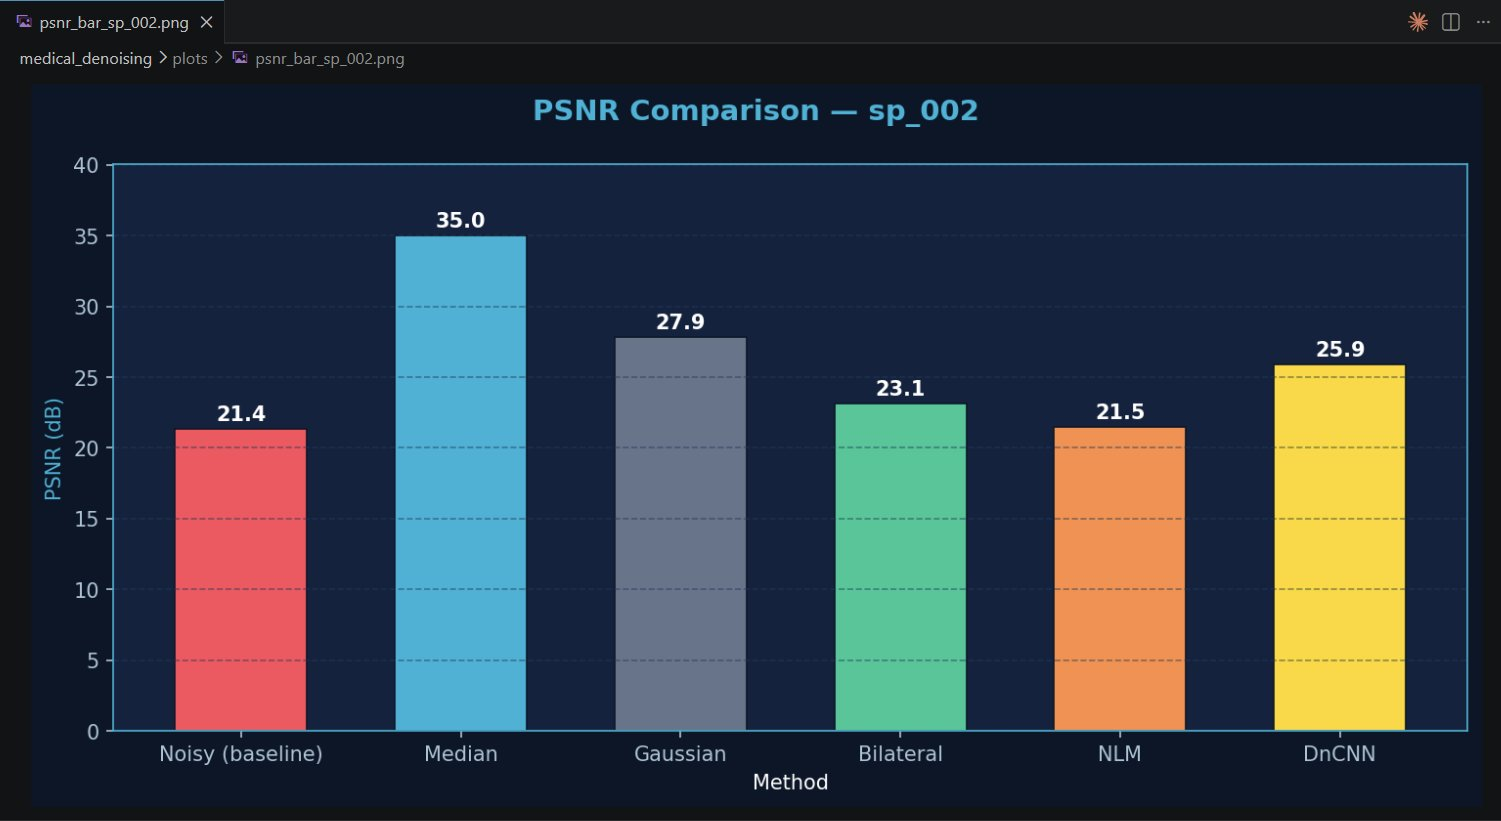 psnr_bar_sp_002.png
medical_denoising > plots > psnr_bar_sp_002.png
PSNR Comparison — sp_002
40
35
30
25
20
15
10
5
0
PSNR (dB)
21.4
35.0
27.9
23.1
21.5
25.9
Noisy (baseline) Median Gaussian Bilateral NLM DnCNN
Method